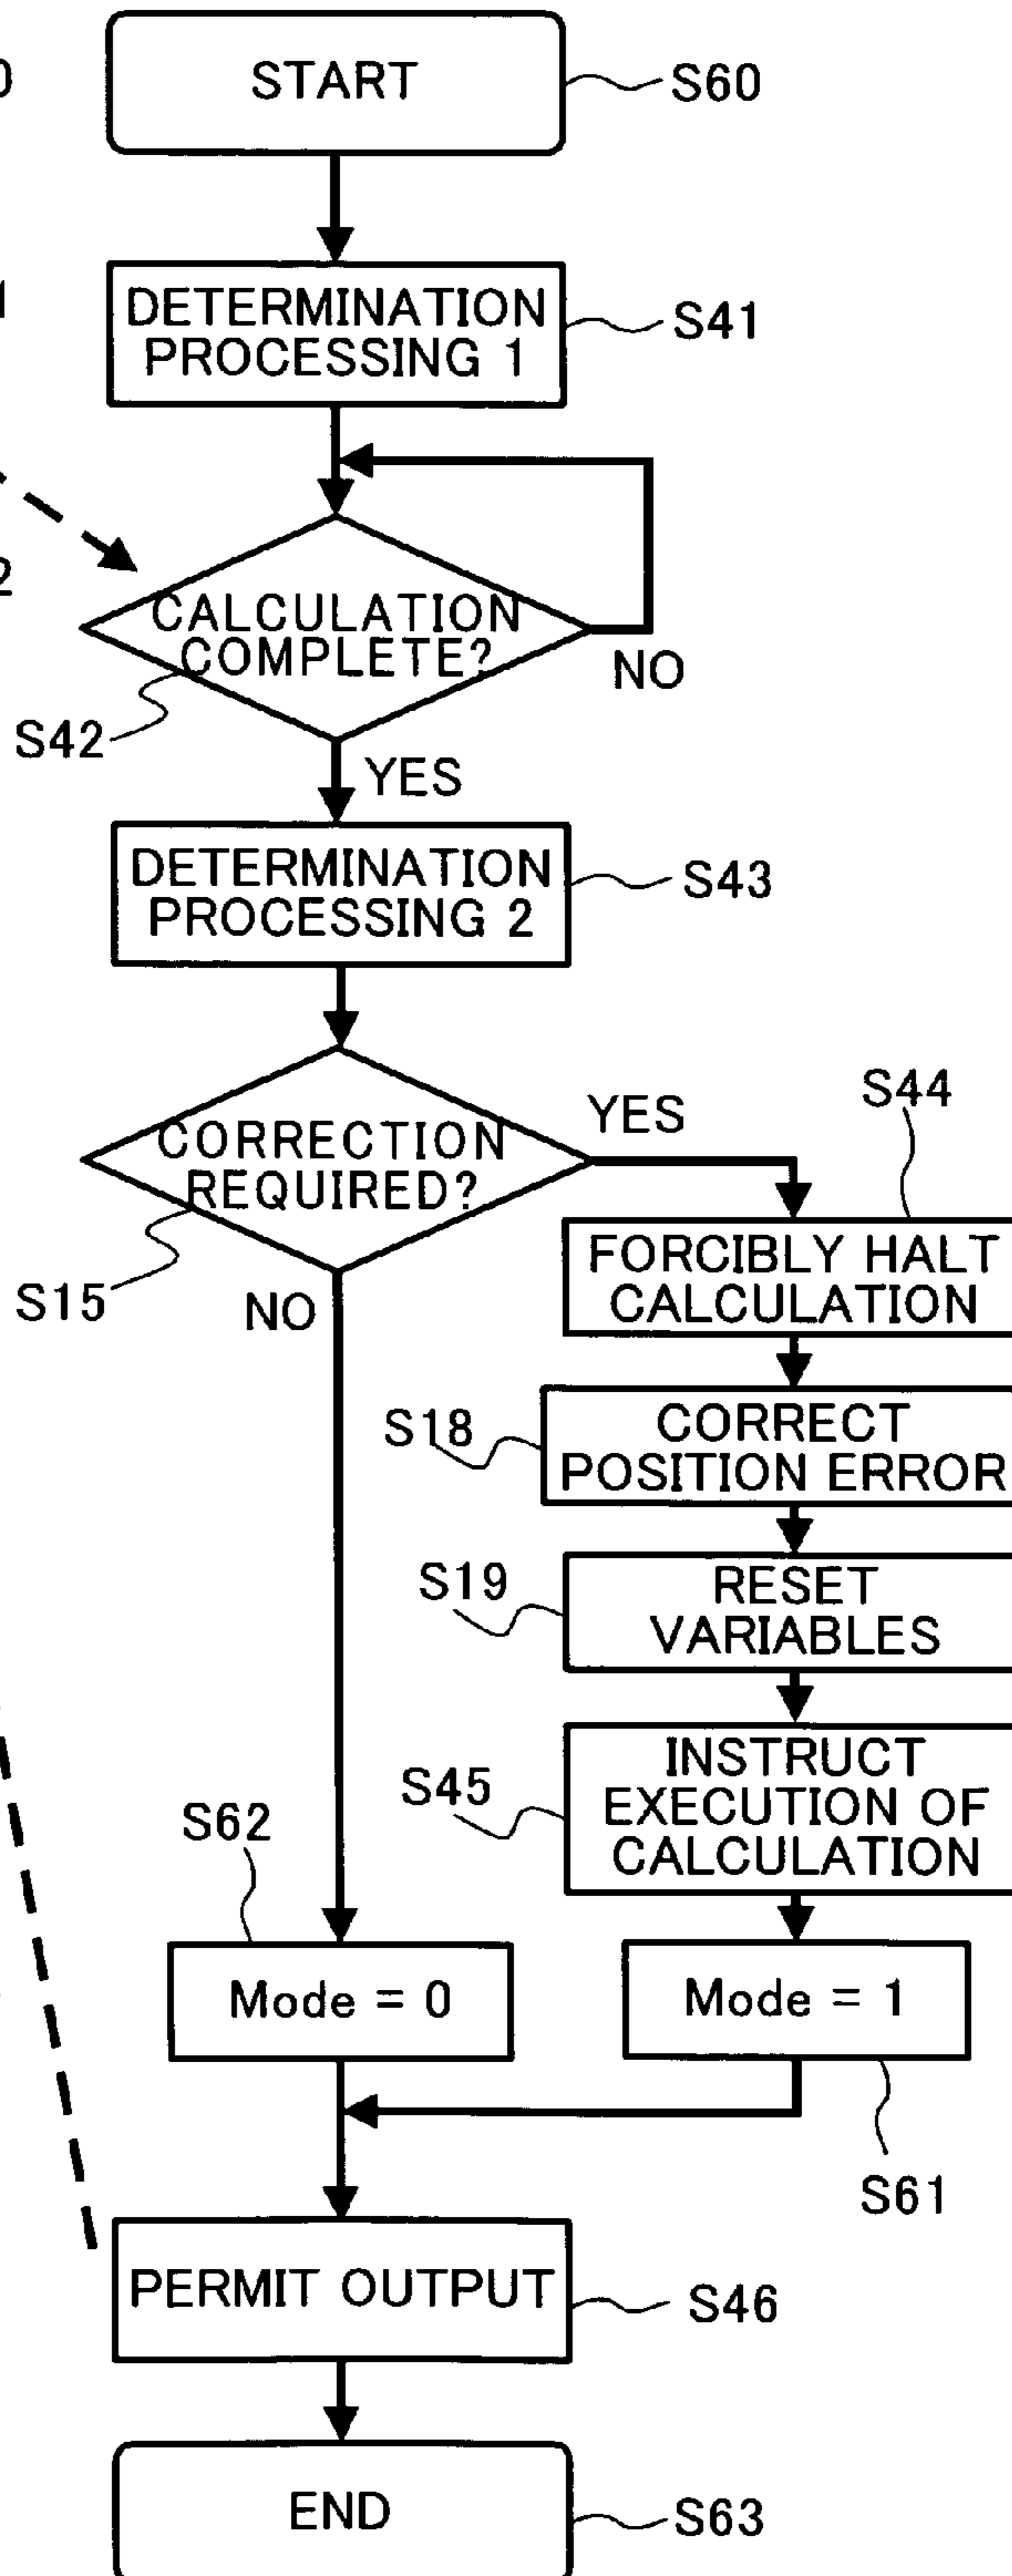 START
S60
DETERMINATION
PROCESSING 1
S41
CALCULATION
COMPLETE?
NO
S42
YES
DETERMINATION
PROCESSING 2
S43
CORRECTION
REQUIRED?
YES
S15
NO
S44
FORCIBLY HALT
CALCULATION
S18
CORRECT
POSITION ERROR
S19
RESET
VARIABLES
S45
INSTRUCT
EXECUTION OF
CALCULATION
S62
Mode = 0
Mode = 1
S61
PERMIT OUTPUT
S46
END
S63